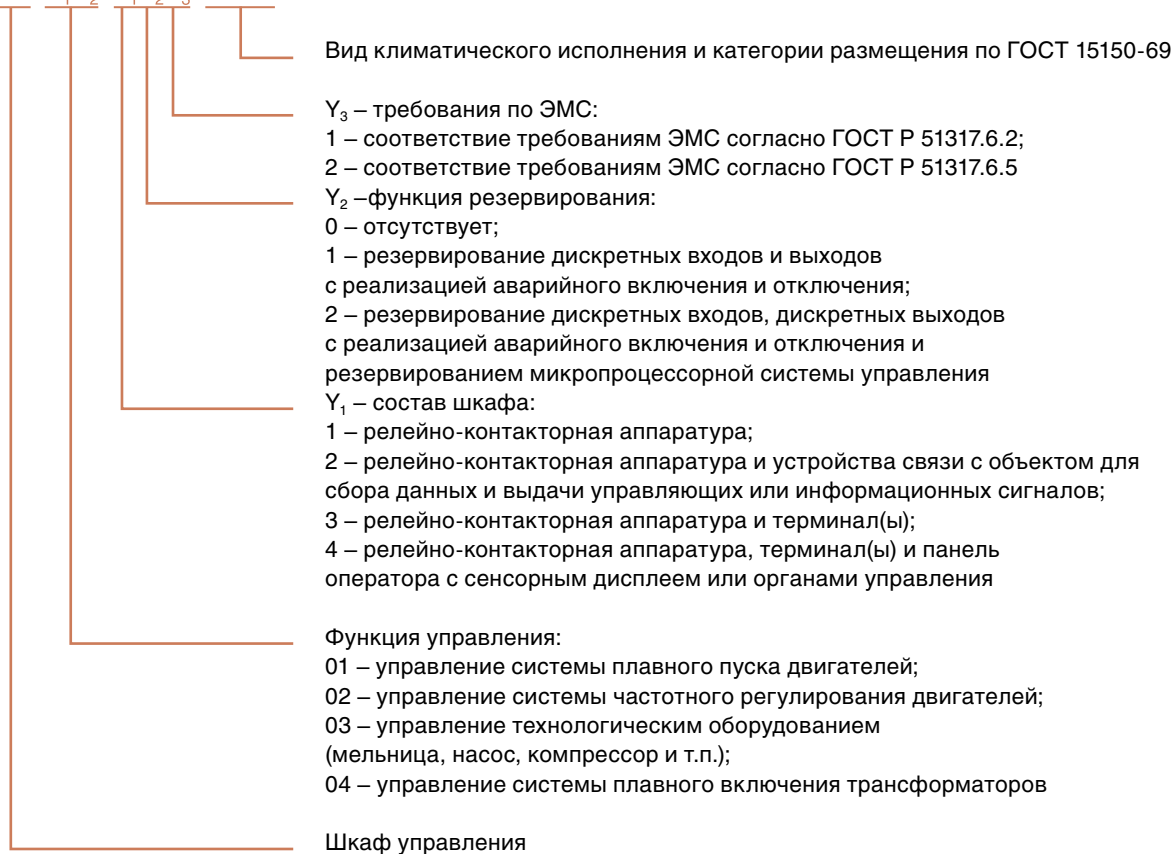 Вид климатического исполнения и категории размещения по ГОСТ 15150-69
Y₃ – требования по ЭМС:
1 – соответствие требованиям ЭМС согласно ГОСТ Р 51317.6.2;
2 – соответствие требованиям ЭМС согласно ГОСТ Р 51317.6.5
Y₂ –функция резервирования:
0 – отсутствует;
1 – резервирование дискретных входов и выходов
с реализацией аварийного включения и отключения;
2 – резервирование дискретных входов, дискретных выходов
с реализацией аварийного включения и отключения и
резервированием микропроцессорной системы управления
Y₁ – состав шкафа:
1 – релейно-контакторная аппаратура;
2 – релейно-контакторная аппаратура и устройства связи с объектом для
сбора данных и выдачи управляющих или информационных сигналов;
3 – релейно-контакторная аппаратура и терминал(ы);
4 – релейно-контакторная аппаратура, терминал(ы) и панель
оператора с сенсорным дисплеем или органами управления
Функция управления:
01 – управление системы плавного пуска двигателей;
02 – управление системы частотного регулирования двигателей;
03 – управление технологическим оборудованием
(мельница, насос, компрессор и т.п.);
04 – управление системы плавного включения трансформаторов
Шкаф управления